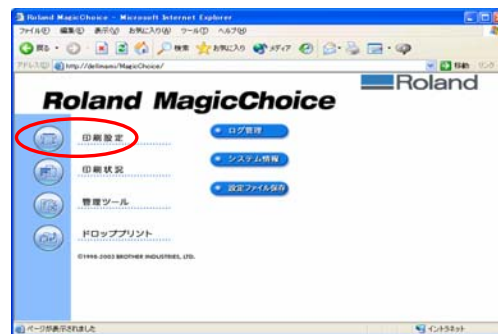 Roland MagicChoice - Microsoft Internet Explorer
ファイル(F) 編集(E) 表示(V) お気に入り(A) ツール(T) ヘルプ(H)
戻る 検索 お気に入り メディア
アドレス(D) http://dellnams/MagicChoice/ 移動 リンク
Roland
Roland MagicChoice
印刷設定
ログ管理
印刷状況
システム情報
管理ツール
設定ファイル保存
ドロッププリント
©1998-2003 BROTHER INDUSTRIES, LTD.
ページが表示されました イントラネット